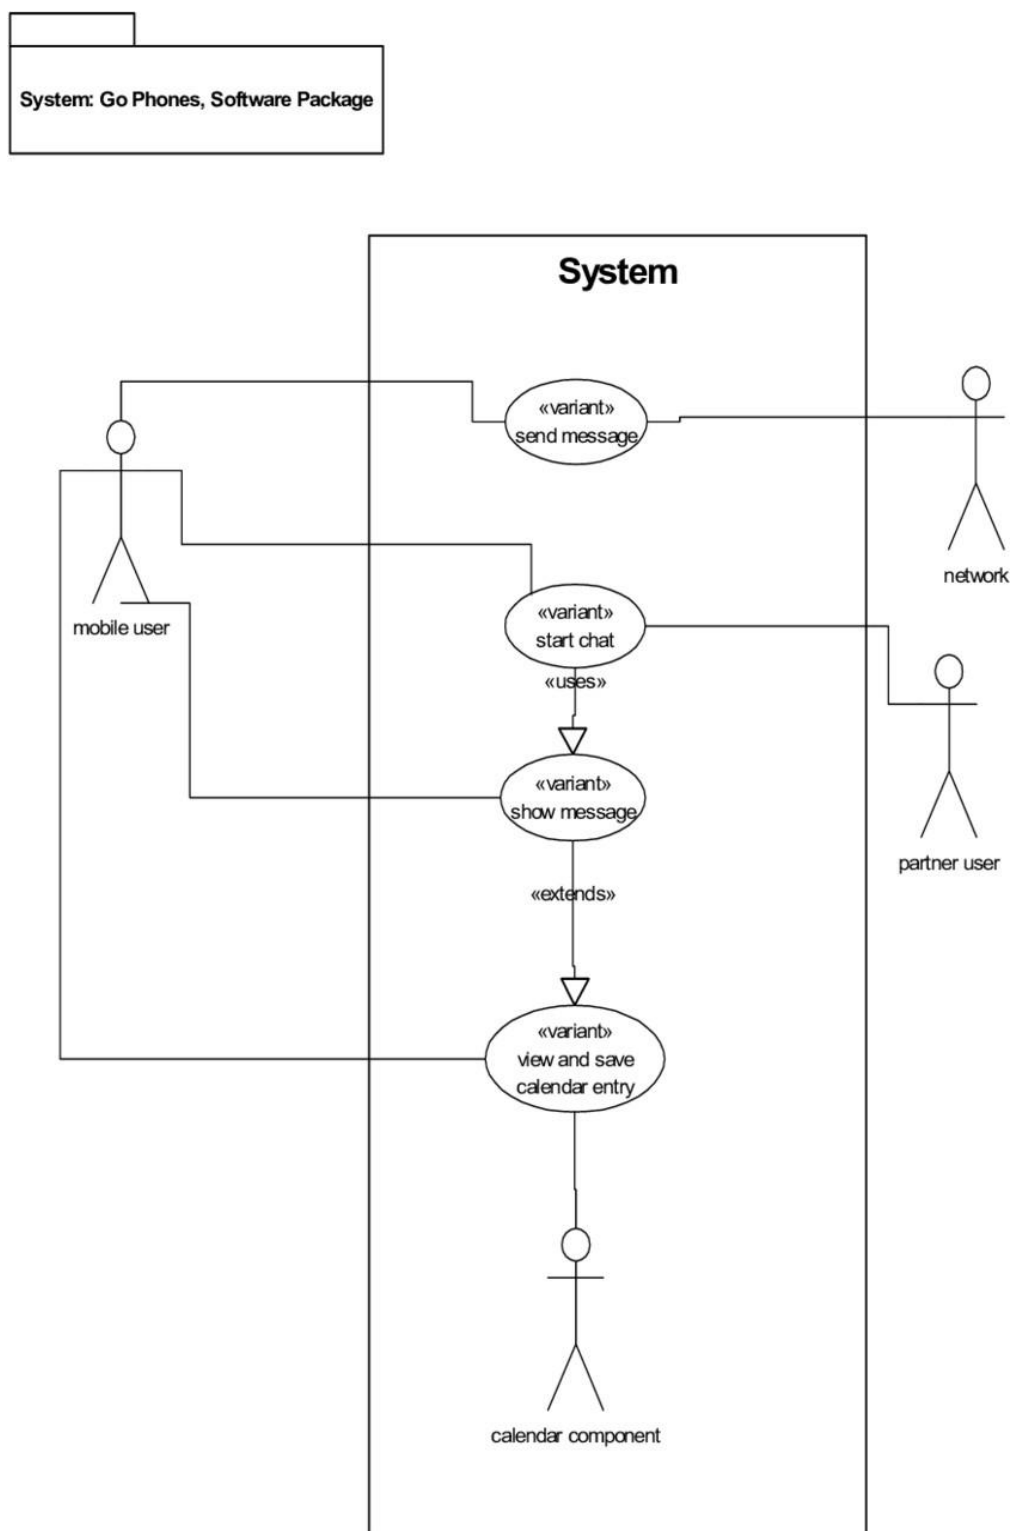 System: Go Phones, Software Package
System
«variant»
send message
network
mobile user
«variant»
start chat
«uses»
«variant»
show message
partner user
«extends»
«variant»
view and save
calendar entry
calendar component